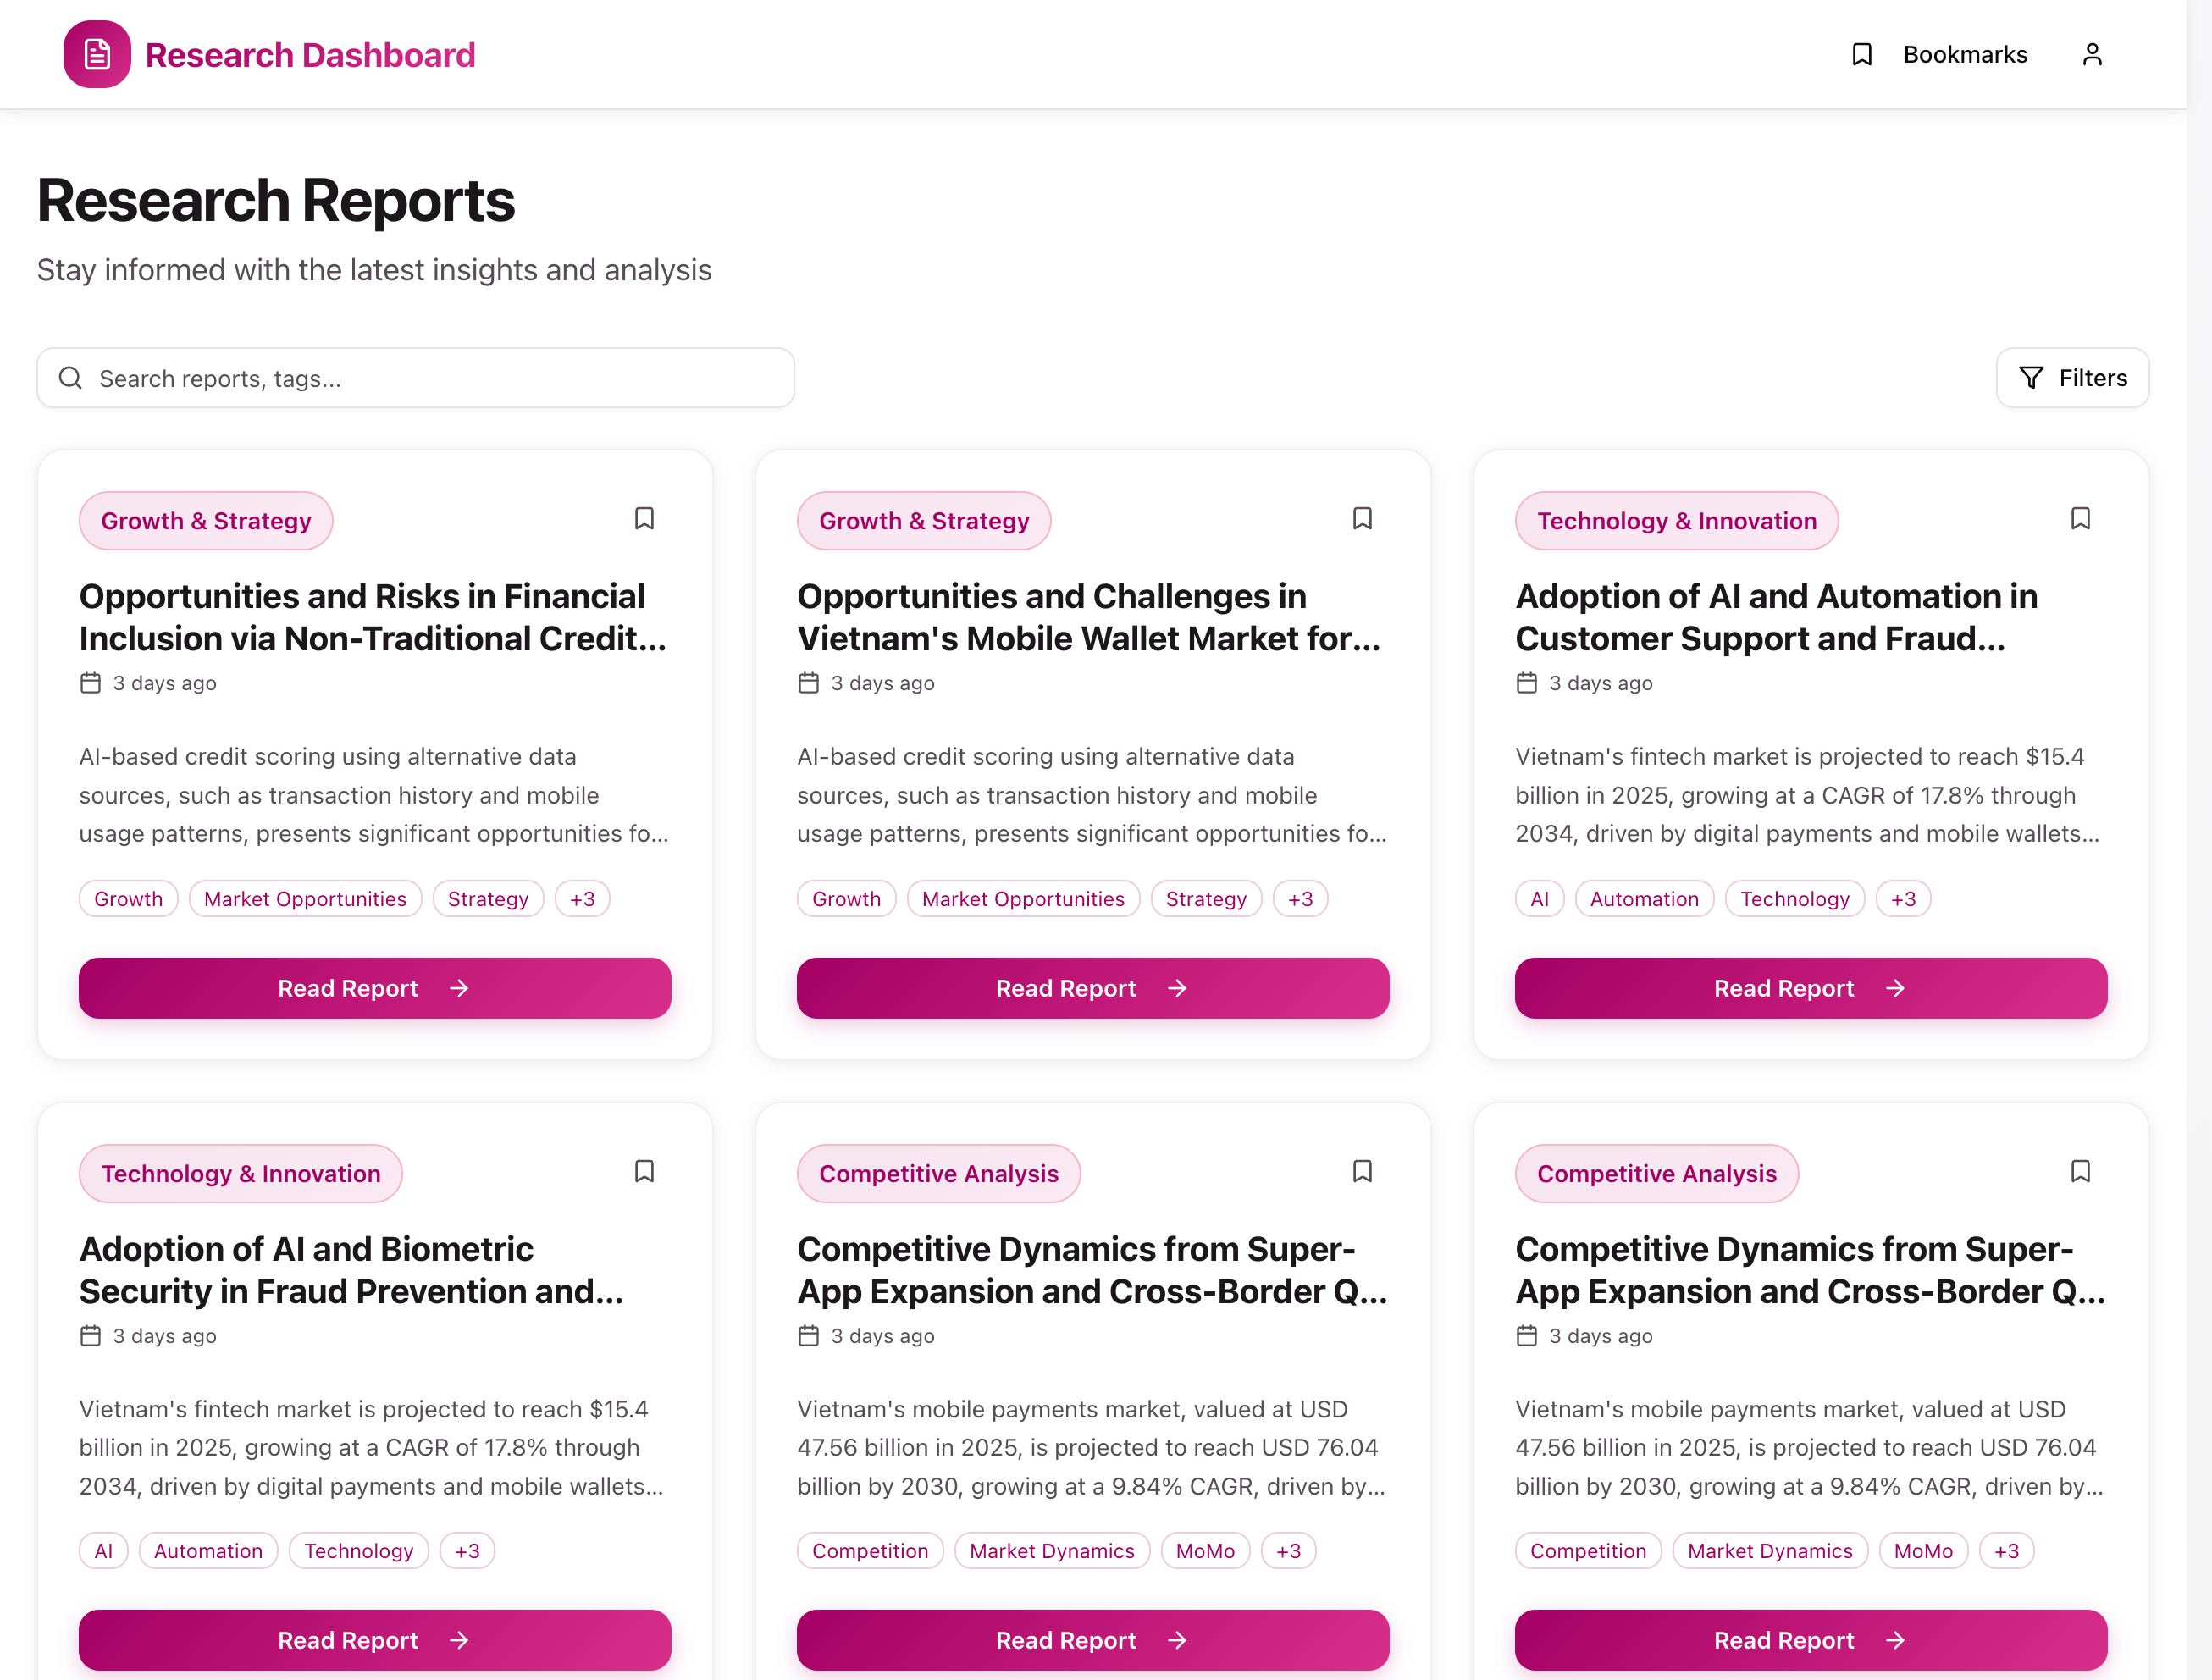 Research Dashboard
Bookmarks
Research Reports
Stay informed with the latest insights and analysis
Search reports, tags...
Filters
Growth & Strategy
Opportunities and Risks in Financial
Inclusion via Non-Traditional Credit...
3 days ago
AI-based credit scoring using alternative data
sources, such as transaction history and mobile
usage patterns, presents significant opportunities fo...
Growth
Market Opportunities
Strategy
+3
Read Report
Growth & Strategy
Opportunities and Challenges in
Vietnam's Mobile Wallet Market for...
3 days ago
AI-based credit scoring using alternative data
sources, such as transaction history and mobile
usage patterns, presents significant opportunities fo...
Growth
Market Opportunities
Strategy
+3
Read Report
Technology & Innovation
Adoption of AI and Automation in
Customer Support and Fraud...
3 days ago
Vietnam's fintech market is projected to reach $15.4
billion in 2025, growing at a CAGR of 17.8% through
2034, driven by digital payments and mobile wallets...
AI
Automation
Technology
+3
Read Report
Technology & Innovation
Adoption of AI and Biometric
Security in Fraud Prevention and...
3 days ago
Vietnam's fintech market is projected to reach $15.4
billion in 2025, growing at a CAGR of 17.8% through
2034, driven by digital payments and mobile wallets...
AI
Automation
Technology
+3
Read Report
Competitive Analysis
Competitive Dynamics from Super-
App Expansion and Cross-Border Q...
3 days ago
Vietnam's mobile payments market, valued at USD
47.56 billion in 2025, is projected to reach USD 76.04
billion by 2030, growing at a 9.84% CAGR, driven by...
Competition
Market Dynamics
MoMo
+3
Read Report
Competitive Analysis
Competitive Dynamics from Super-
App Expansion and Cross-Border Q...
3 days ago
Vietnam's mobile payments market, valued at USD
47.56 billion in 2025, is projected to reach USD 76.04
billion by 2030, growing at a 9.84% CAGR, driven by...
Competition
Market Dynamics
MoMo
+3
Read Report